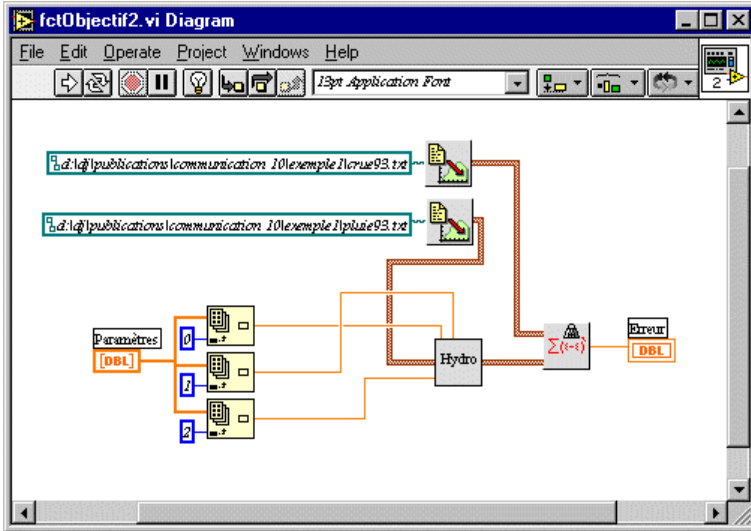 fctObjectif2.vi Diagram
File Edit Operate Project Windows Help
13pt Application Font
2
d:\dj\publications\communication 10\exemple1\crue93.txt
d:\dj\publications\communication 10\exemple1\pluie93.txt
Paramètres
[DBL]
0
1
2
Hydro
Σ(ε-ε)²
Erreur
DBL